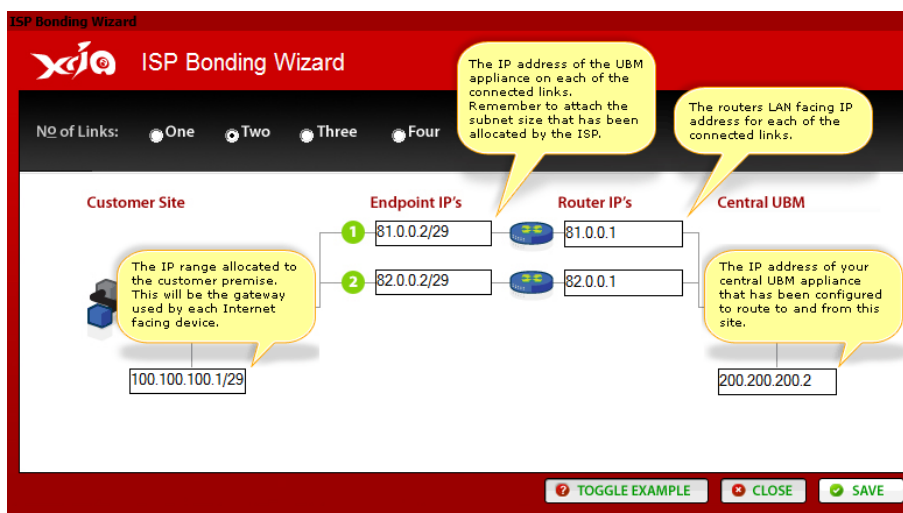 ISP Bonding Wizard
XRIO ISP Bonding Wizard
No of Links: One Two Three Four
The IP address of the UBM
appliance on each of the
connected links.
Remember to attach the
subnet size that has been
allocated by the ISP.
The routers LAN facing IP
address for each of the
connected links.
Customer Site
Endpoint IP's
Router IP's
Central UBM
1 81.0.0.2/29 81.0.0.1
2 82.0.0.2/29 82.0.0.1
The IP range allocated to
the customer premise.
This will be the gateway
used by each Internet
facing device.
The IP address of your
central UBM appliance
that has been configured
to route to and from this
site.
100.100.100.1/29
200.200.200.2
TOGGLE EXAMPLE
CLOSE
SAVE